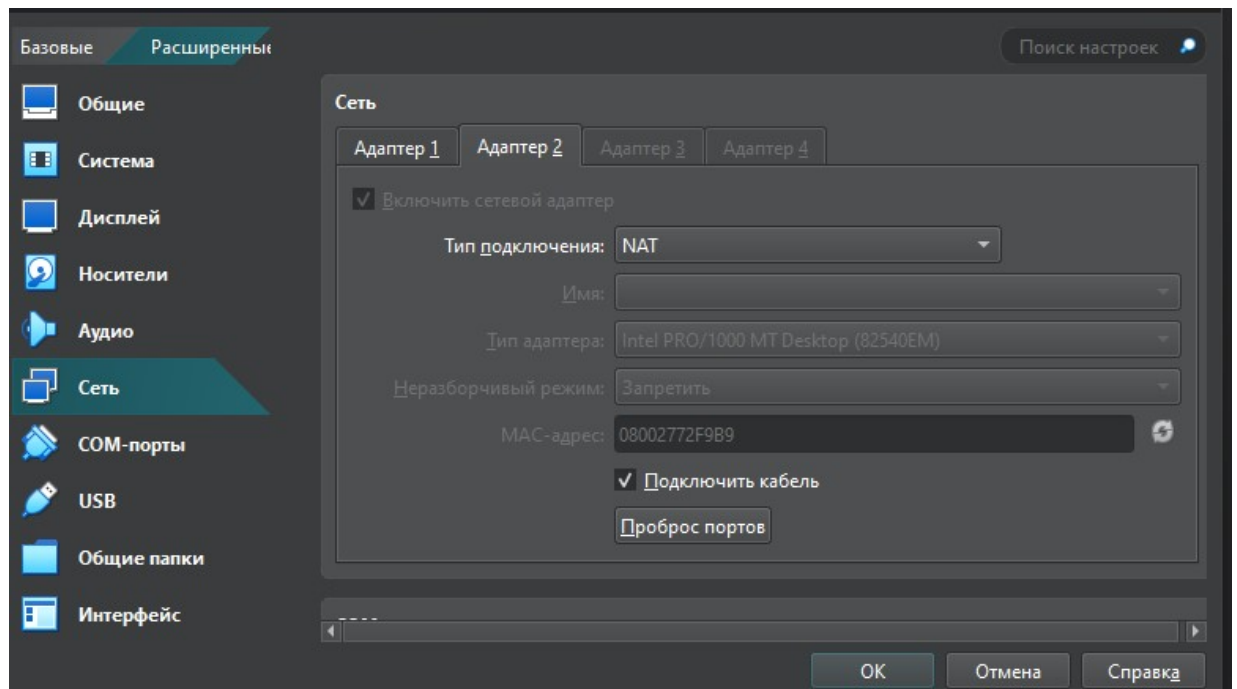 Базовые
Расширенные
Поиск настроек
Общие
Система
Дисплей
Носители
Аудио
Сеть
COM-порты
USB
Общие папки
Интерфейс
Сеть
Адаптер 1
Адаптер 2
Адаптер 3
Адаптер 4
Включить сетевой адаптер
Тип подключения: NAT
Имя:
Тип адаптера: Intel PRO/1000 MT Desktop (82540EM)
Неразборчивый режим: Запретить
MAC-адрес: 08002772F9B9
Подключить кабель
Проброс портов
OK
Отмена
Справка